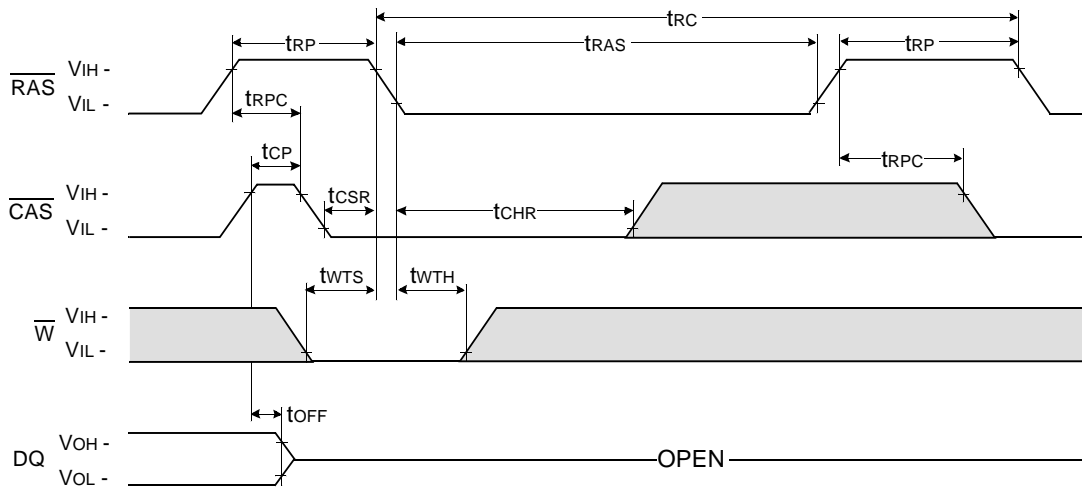 tRC
tRP tRAS tRP
RAS VIH -
VIL -
tRPC
tCP tRPC
CAS VIH -
VIL -
tCSR tCHR
tWTS tWTH
W VIH -
VIL -
tOFF
DQ VOH -
VOL -
OPEN